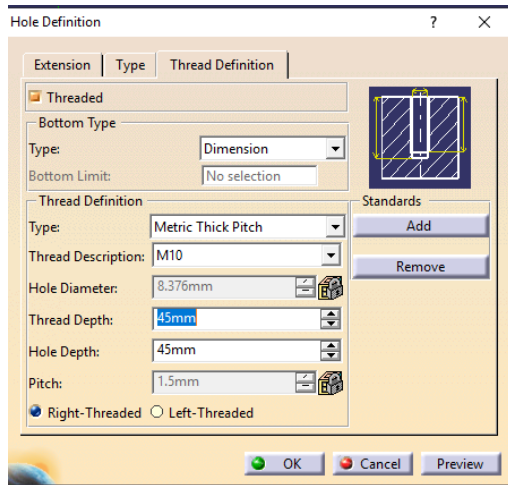 Hole Definition ? ×
Extension Type Thread Definition
Threaded
Bottom Type
Type: Dimension
Bottom Limit: No selection
Thread Definition
Type: Metric Thick Pitch
Thread Description: M10
Hole Diameter: 8.376mm
Thread Depth: 45mm
Hole Depth: 45mm
Pitch: 1.5mm
Right-Threaded Left-Threaded
Standards
Add
Remove
OK Cancel Preview